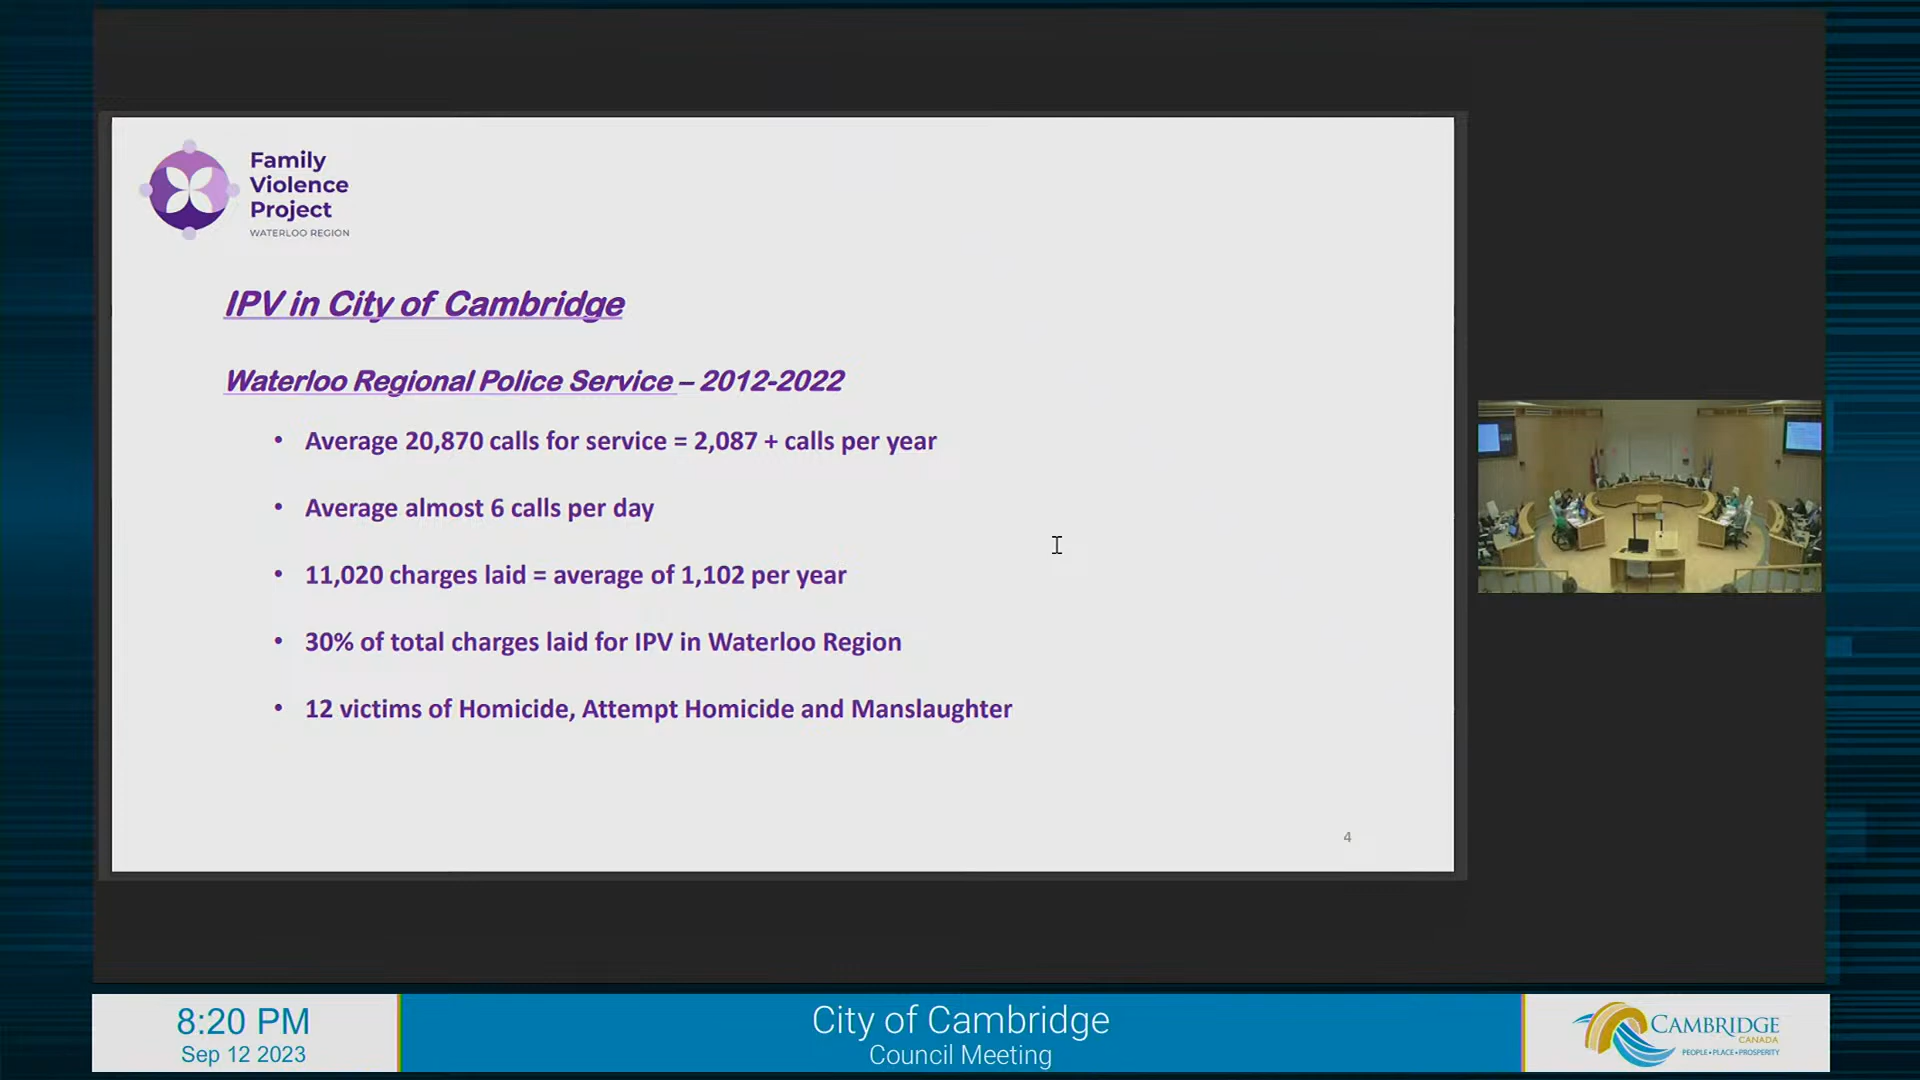 Family
Violence
Project
WATERLOO REGION
IPV in City of Cambridge
Waterloo Regional Police Service – 2012-2022
• Average 20,870 calls for service = 2,087 + calls per year
• Average almost 6 calls per day
• 11,020 charges laid = average of 1,102 per year
• 30% of total charges laid for IPV in Waterloo Region
• 12 victims of Homicide, Attempt Homicide and Manslaughter
4
8:20 PM
Sep 12 2023
City of Cambridge
Council Meeting
CAMBRIDGE
CANADA
PEOPLE • PLACE • PROSPERITY